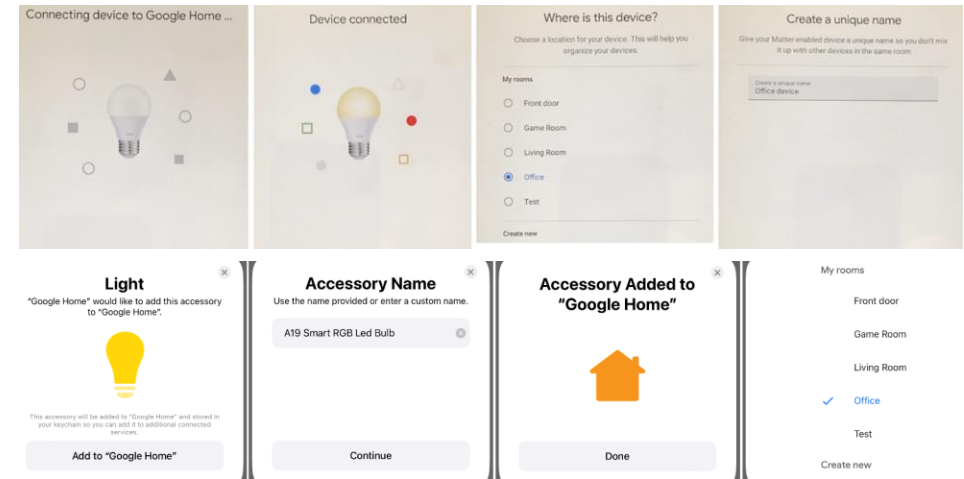 Connecting device to Google Home ...
Device connected
Where is this device?
Choose a location for your device. This will help you
organize your devices.
My rooms
Front door
Game Room
Living Room
Office
Test
Create new
Create a unique name
Give your Matter-enabled device a unique name so you don't mix
it up with other devices in the same room
Create a unique name
Office device
Light
"Google Home" would like to add this accessory
to "Google Home".
This accessory will be added to "Google Home" and stored in
your keychain so you can add it to additional connected
services.
Add to "Google Home"
Accessory Name
Use the name provided or enter a custom name.
A19 Smart RGB Led Bulb
Continue
Accessory Added to
“Google Home”
Done
My rooms
Front door
Game Room
Living Room
Office
Test
Create new